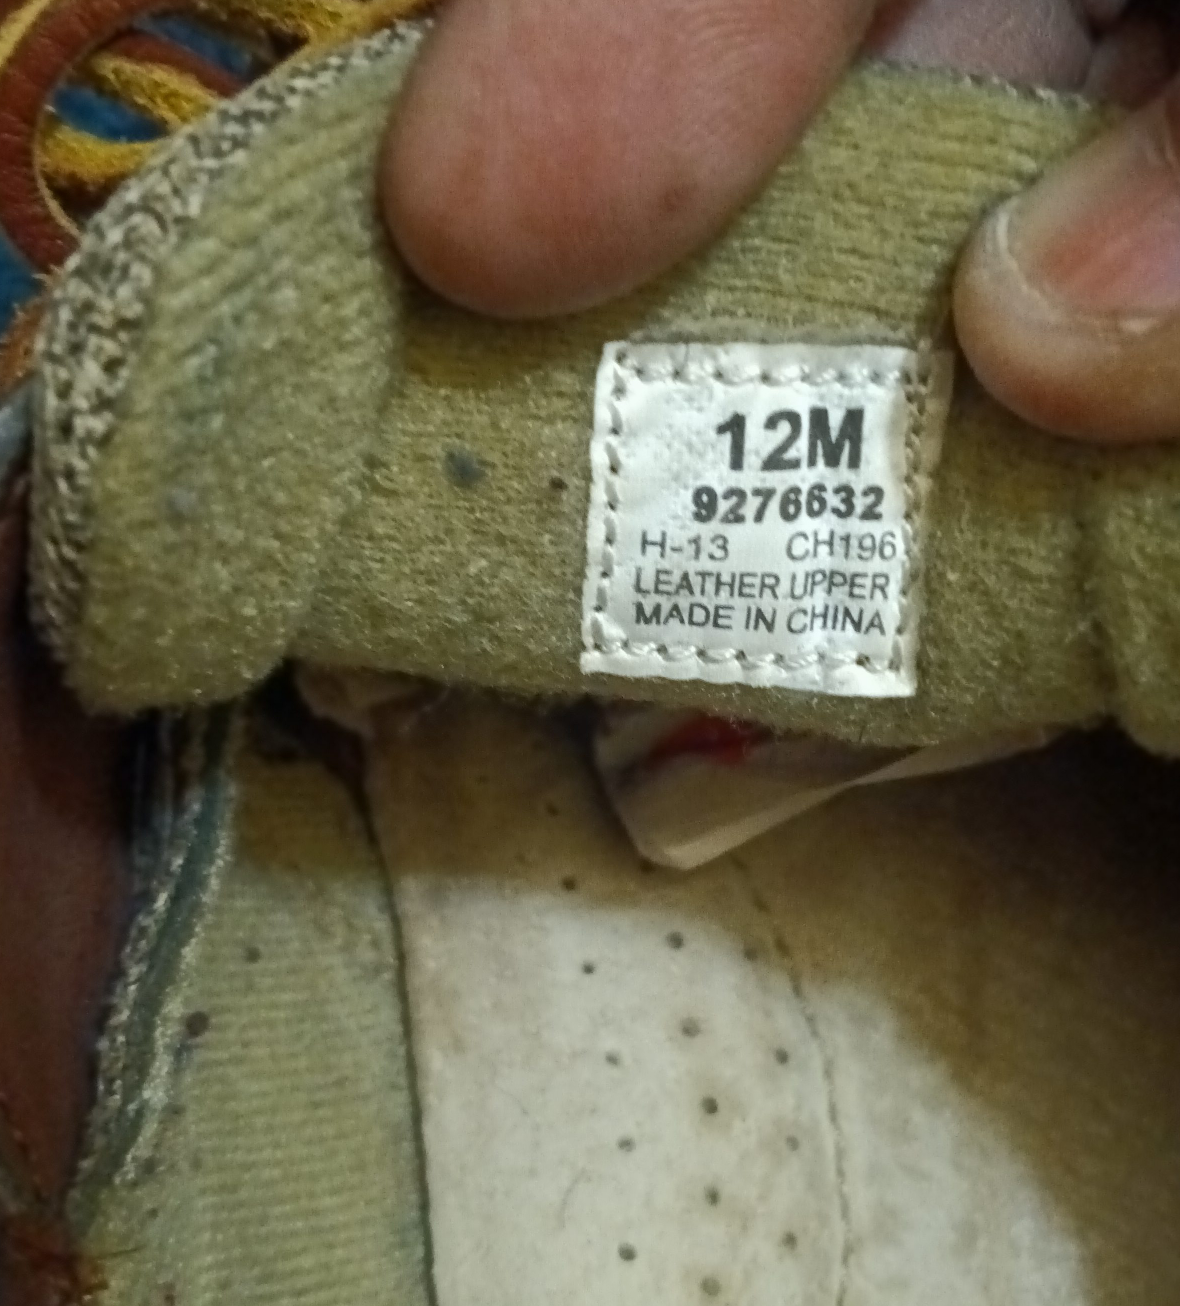 12M
9276632
H-13 CH196
LEATHER UPPER
MADE IN CHINA